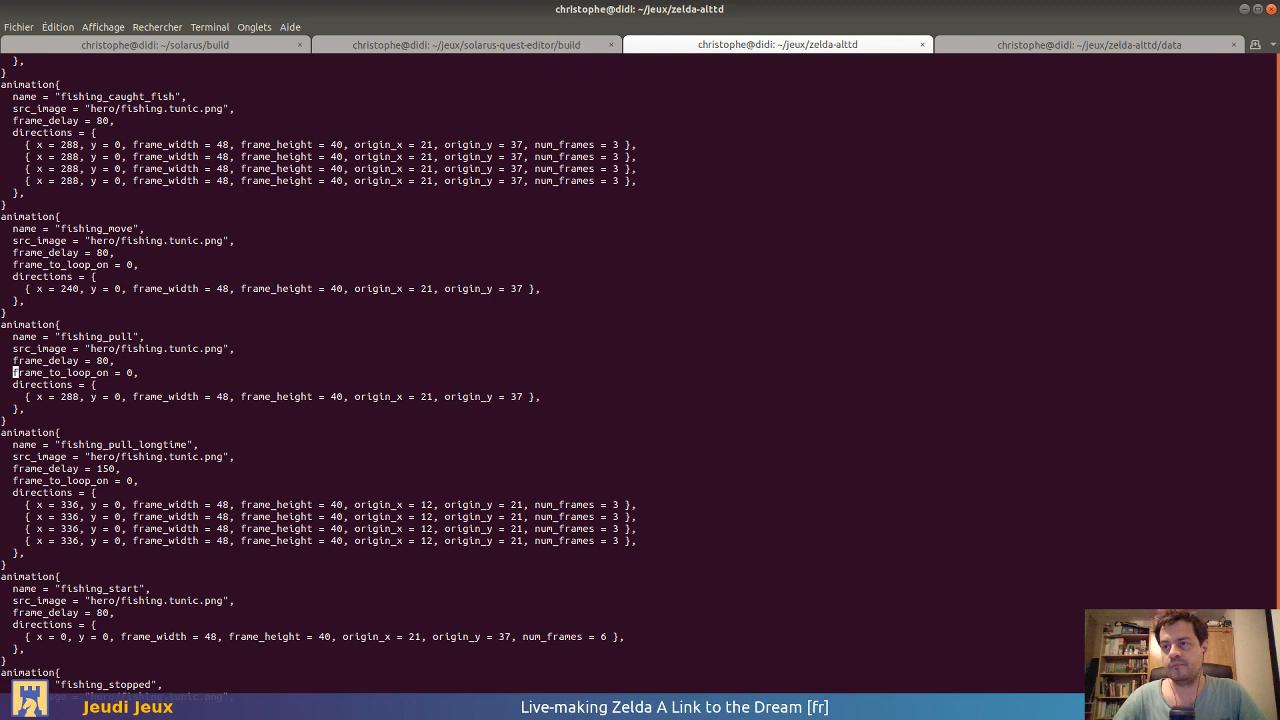 christophe@didi: ~/jeux/zelda-alttd
Fichier Édition Affichage Rechercher Terminal Onglets Aide
christophe@didi: ~/solarus/build × christophe@didi: ~/jeux/solarus-quest-editor/build × christophe@didi: ~/jeux/zelda-alttd × christophe@didi: ~/jeux/zelda-alttd/data ×
},
}
animation{
name = "fishing_caught_fish",
src_image = "hero/fishing.tunic.png",
frame_delay = 80,
directions = {
{ x = 288, y = 0, frame_width = 48, frame_height = 40, origin_x = 21, origin_y = 37, num_frames = 3 },
{ x = 288, y = 0, frame_width = 48, frame_height = 40, origin_x = 21, origin_y = 37, num_frames = 3 },
{ x = 288, y = 0, frame_width = 48, frame_height = 40, origin_x = 21, origin_y = 37, num_frames = 3 },
{ x = 288, y = 0, frame_width = 48, frame_height = 40, origin_x = 21, origin_y = 37, num_frames = 3 },
},
}
animation{
name = "fishing_move",
src_image = "hero/fishing.tunic.png",
frame_delay = 80,
frame_to_loop_on = 0,
directions = {
{ x = 240, y = 0, frame_width = 48, frame_height = 40, origin_x = 21, origin_y = 37 },
},
}
animation{
name = "fishing_pull",
src_image = "hero/fishing.tunic.png",
frame_delay = 80,
frame_to_loop_on = 0,
directions = {
{ x = 288, y = 0, frame_width = 48, frame_height = 40, origin_x = 21, origin_y = 37 },
},
}
animation{
name = "fishing_pull_longtime",
src_image = "hero/fishing.tunic.png",
frame_delay = 150,
frame_to_loop_on = 0,
directions = {
{ x = 336, y = 0, frame_width = 48, frame_height = 40, origin_x = 12, origin_y = 21, num_frames = 3 },
{ x = 336, y = 0, frame_width = 48, frame_height = 40, origin_x = 12, origin_y = 21, num_frames = 3 },
{ x = 336, y = 0, frame_width = 48, frame_height = 40, origin_x = 12, origin_y = 21, num_frames = 3 },
{ x = 336, y = 0, frame_width = 48, frame_height = 40, origin_x = 12, origin_y = 21, num_frames = 3 },
},
}
animation{
name = "fishing_start",
src_image = "hero/fishing.tunic.png",
frame_delay = 80,
directions = {
{ x = 0, y = 0, frame_width = 48, frame_height = 40, origin_x = 21, origin_y = 37, num_frames = 6 },
},
}
animation{
"fishing_stopped",
Jeudi Jeux Live-making Zelda A Link to the Dream [fr]